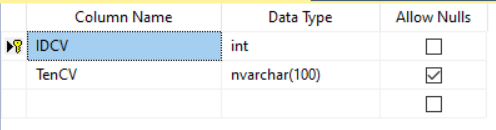 Column Name Data Type Allow Nulls
IDCV int
TenCV nvarchar(100)